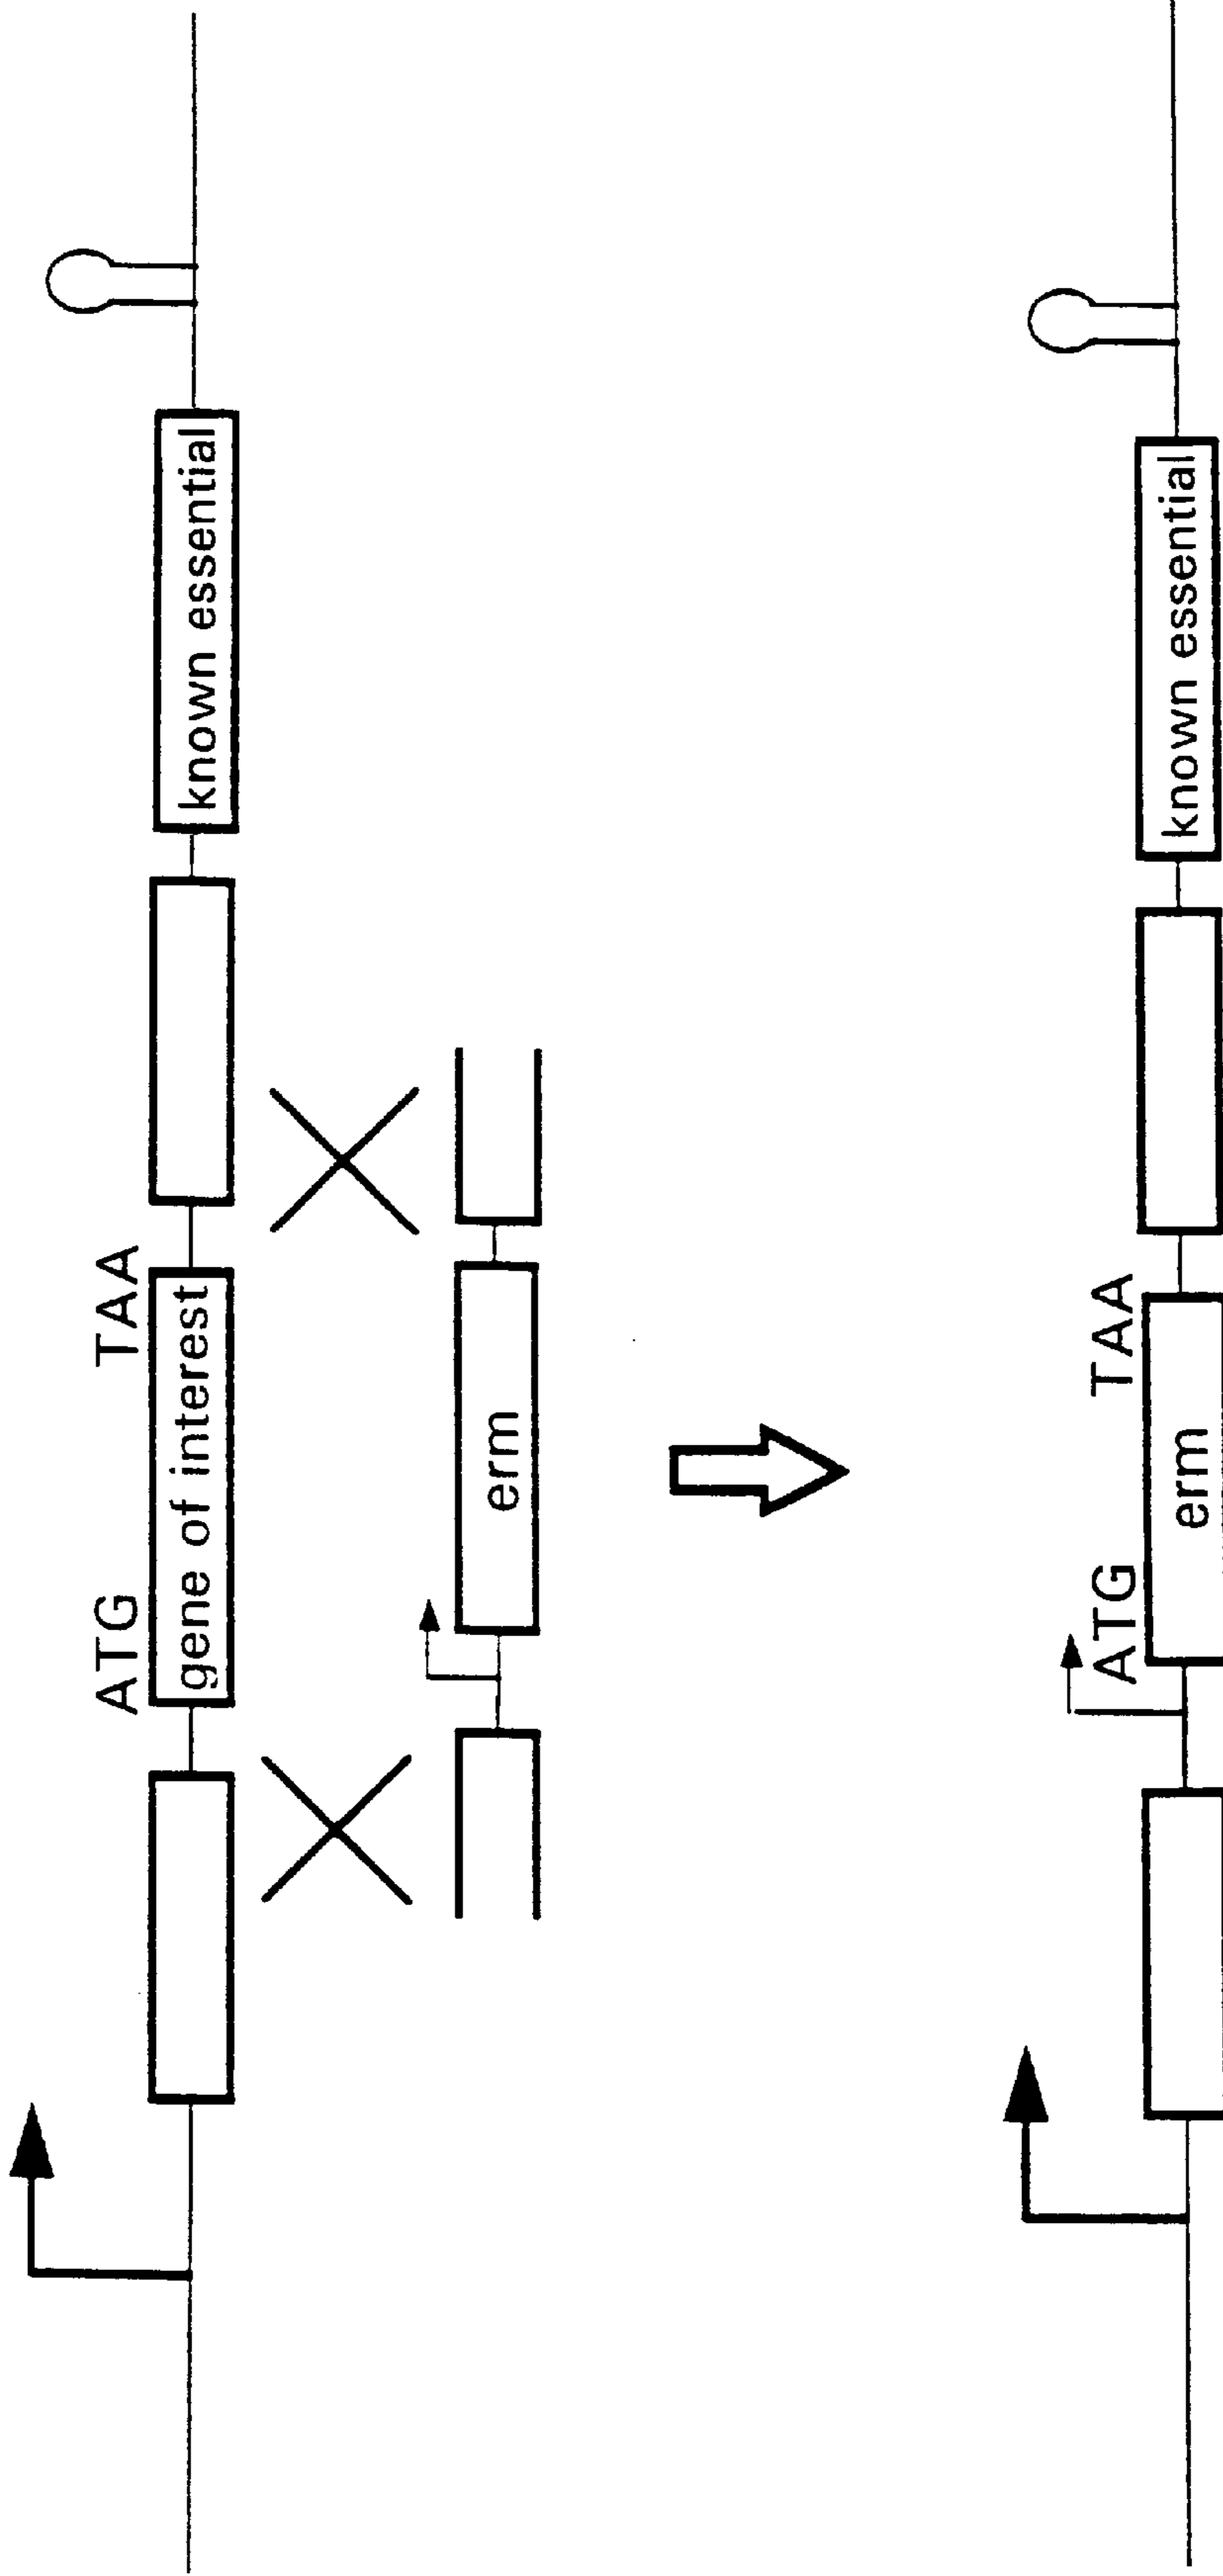 ATG TAA
gene of interest
known essential
erm
ATG TAA
erm
known essential